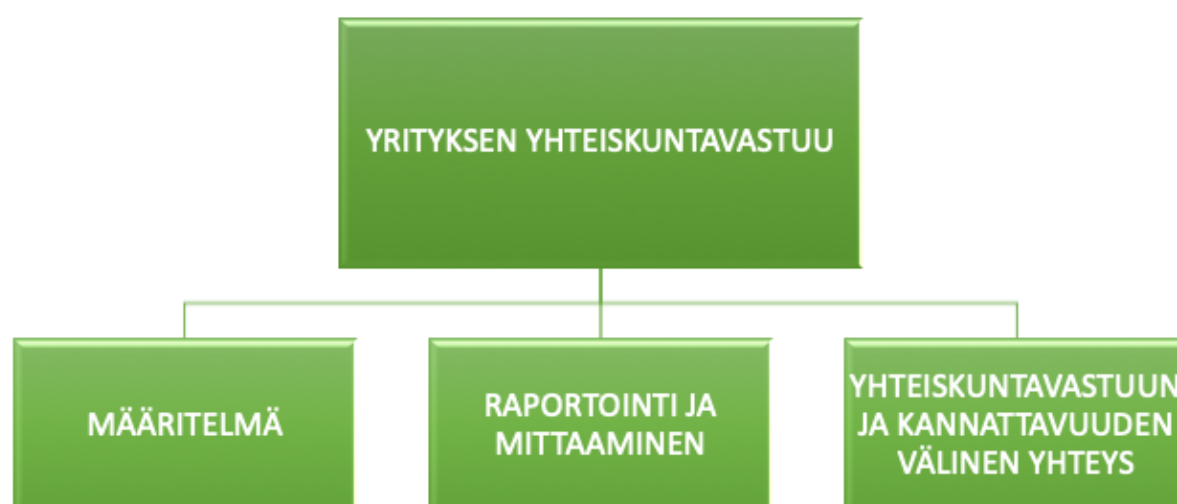 YRITYKSEN YHTEISKUNTAVASTUU
MÄÄRITELMÄ
RAPORTOINTI JA
MITTAAMINEN
YHTEISKUNTAVASTUUN
JA KANNATTAVUUDEN
VÄLINEN YHTEYS